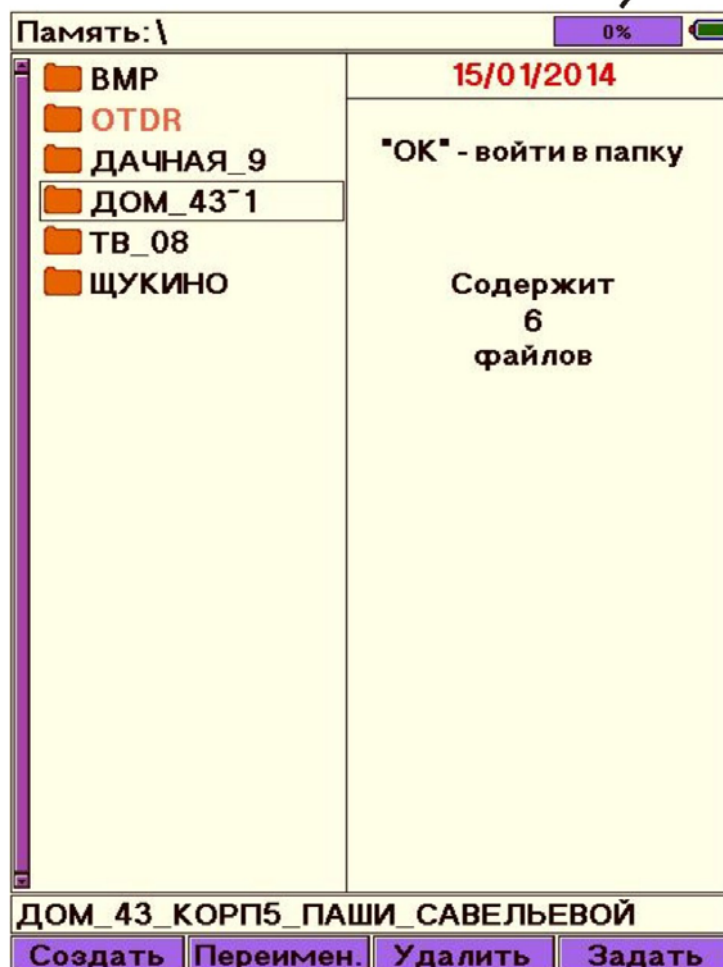 Память:\
0%
BMP
OTDR
ДАЧНАЯ_9
ДОМ_43~1
ТВ_08
ЩУКИНО
15/01/2014
"ОК" - войти в папку
Содержит
6
файлов
ДОМ_43_КОРП5_ПАШИ_САВЕЛЬЕВОЙ
Создать Переимен. Удалить Задать